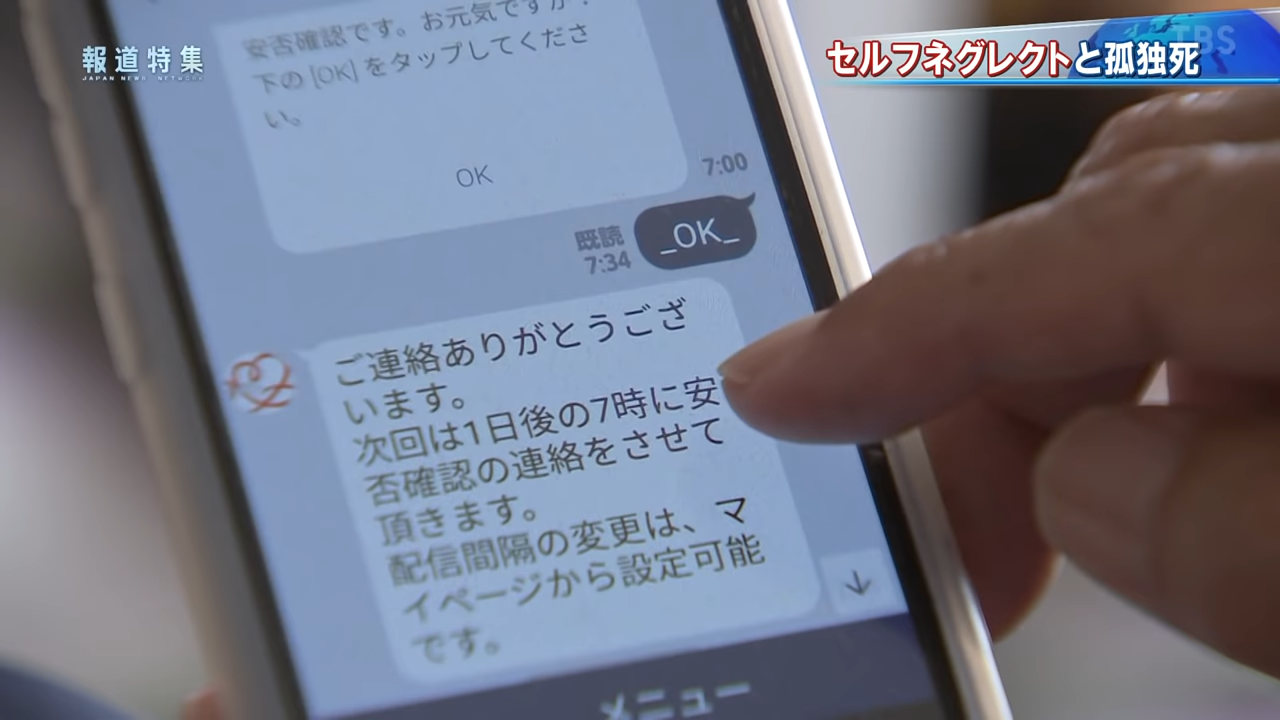 報道特集
JAPAN NEWS NETWORK
TBS
セルフネグレクトと孤独死
安否確認です。お元気ですか？
下の [OK] をタップしてくださ
い。
OK
7:00
_OK_
既読
7:34
ご連絡ありがとうござ
います。
次回は1日後の7時に安
否確認の連絡をさせて
頂きます。
配信間隔の変更は、マ
イページから設定可能
です。
メニュー